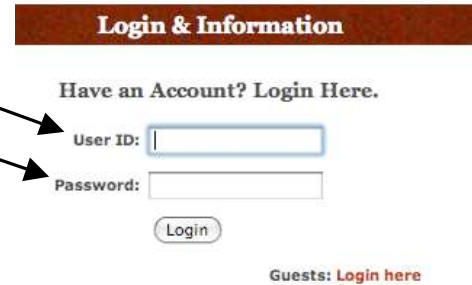 Login & Information
Have an Account? Login Here.
User ID:
Password:
Login
Guests: Login here